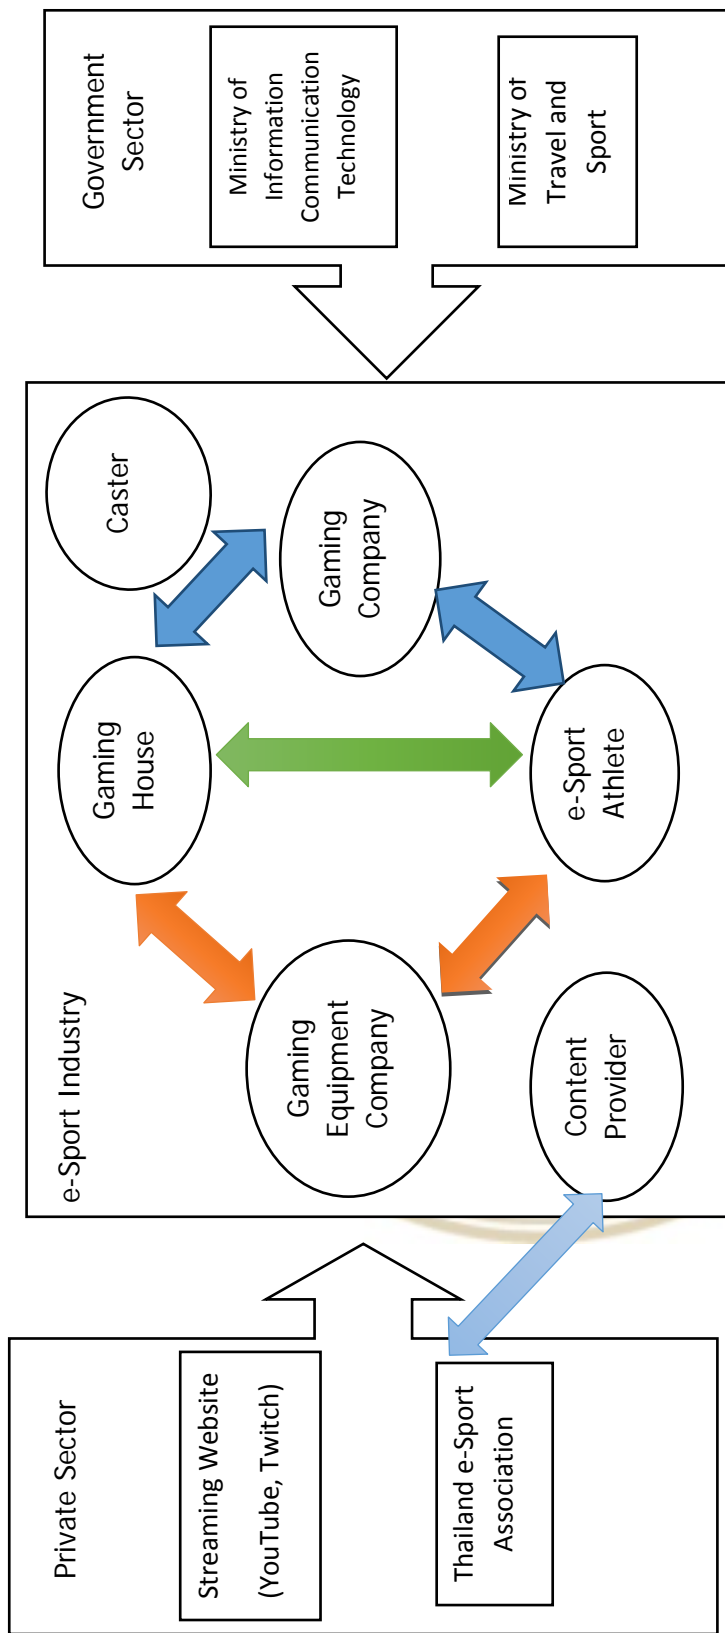 Private Sector
Streaming Website
(YouTube, Twitch)
Thailand e-Sport
Association
e-Sport Industry
Gaming
House
Caster
Gaming
Equipment
Company
Gaming
Company
Content
Provider
e-Sport
Athlete
Government
Sector
Ministry of
Information
Communication
Technology
Ministry of
Travel and
Sport